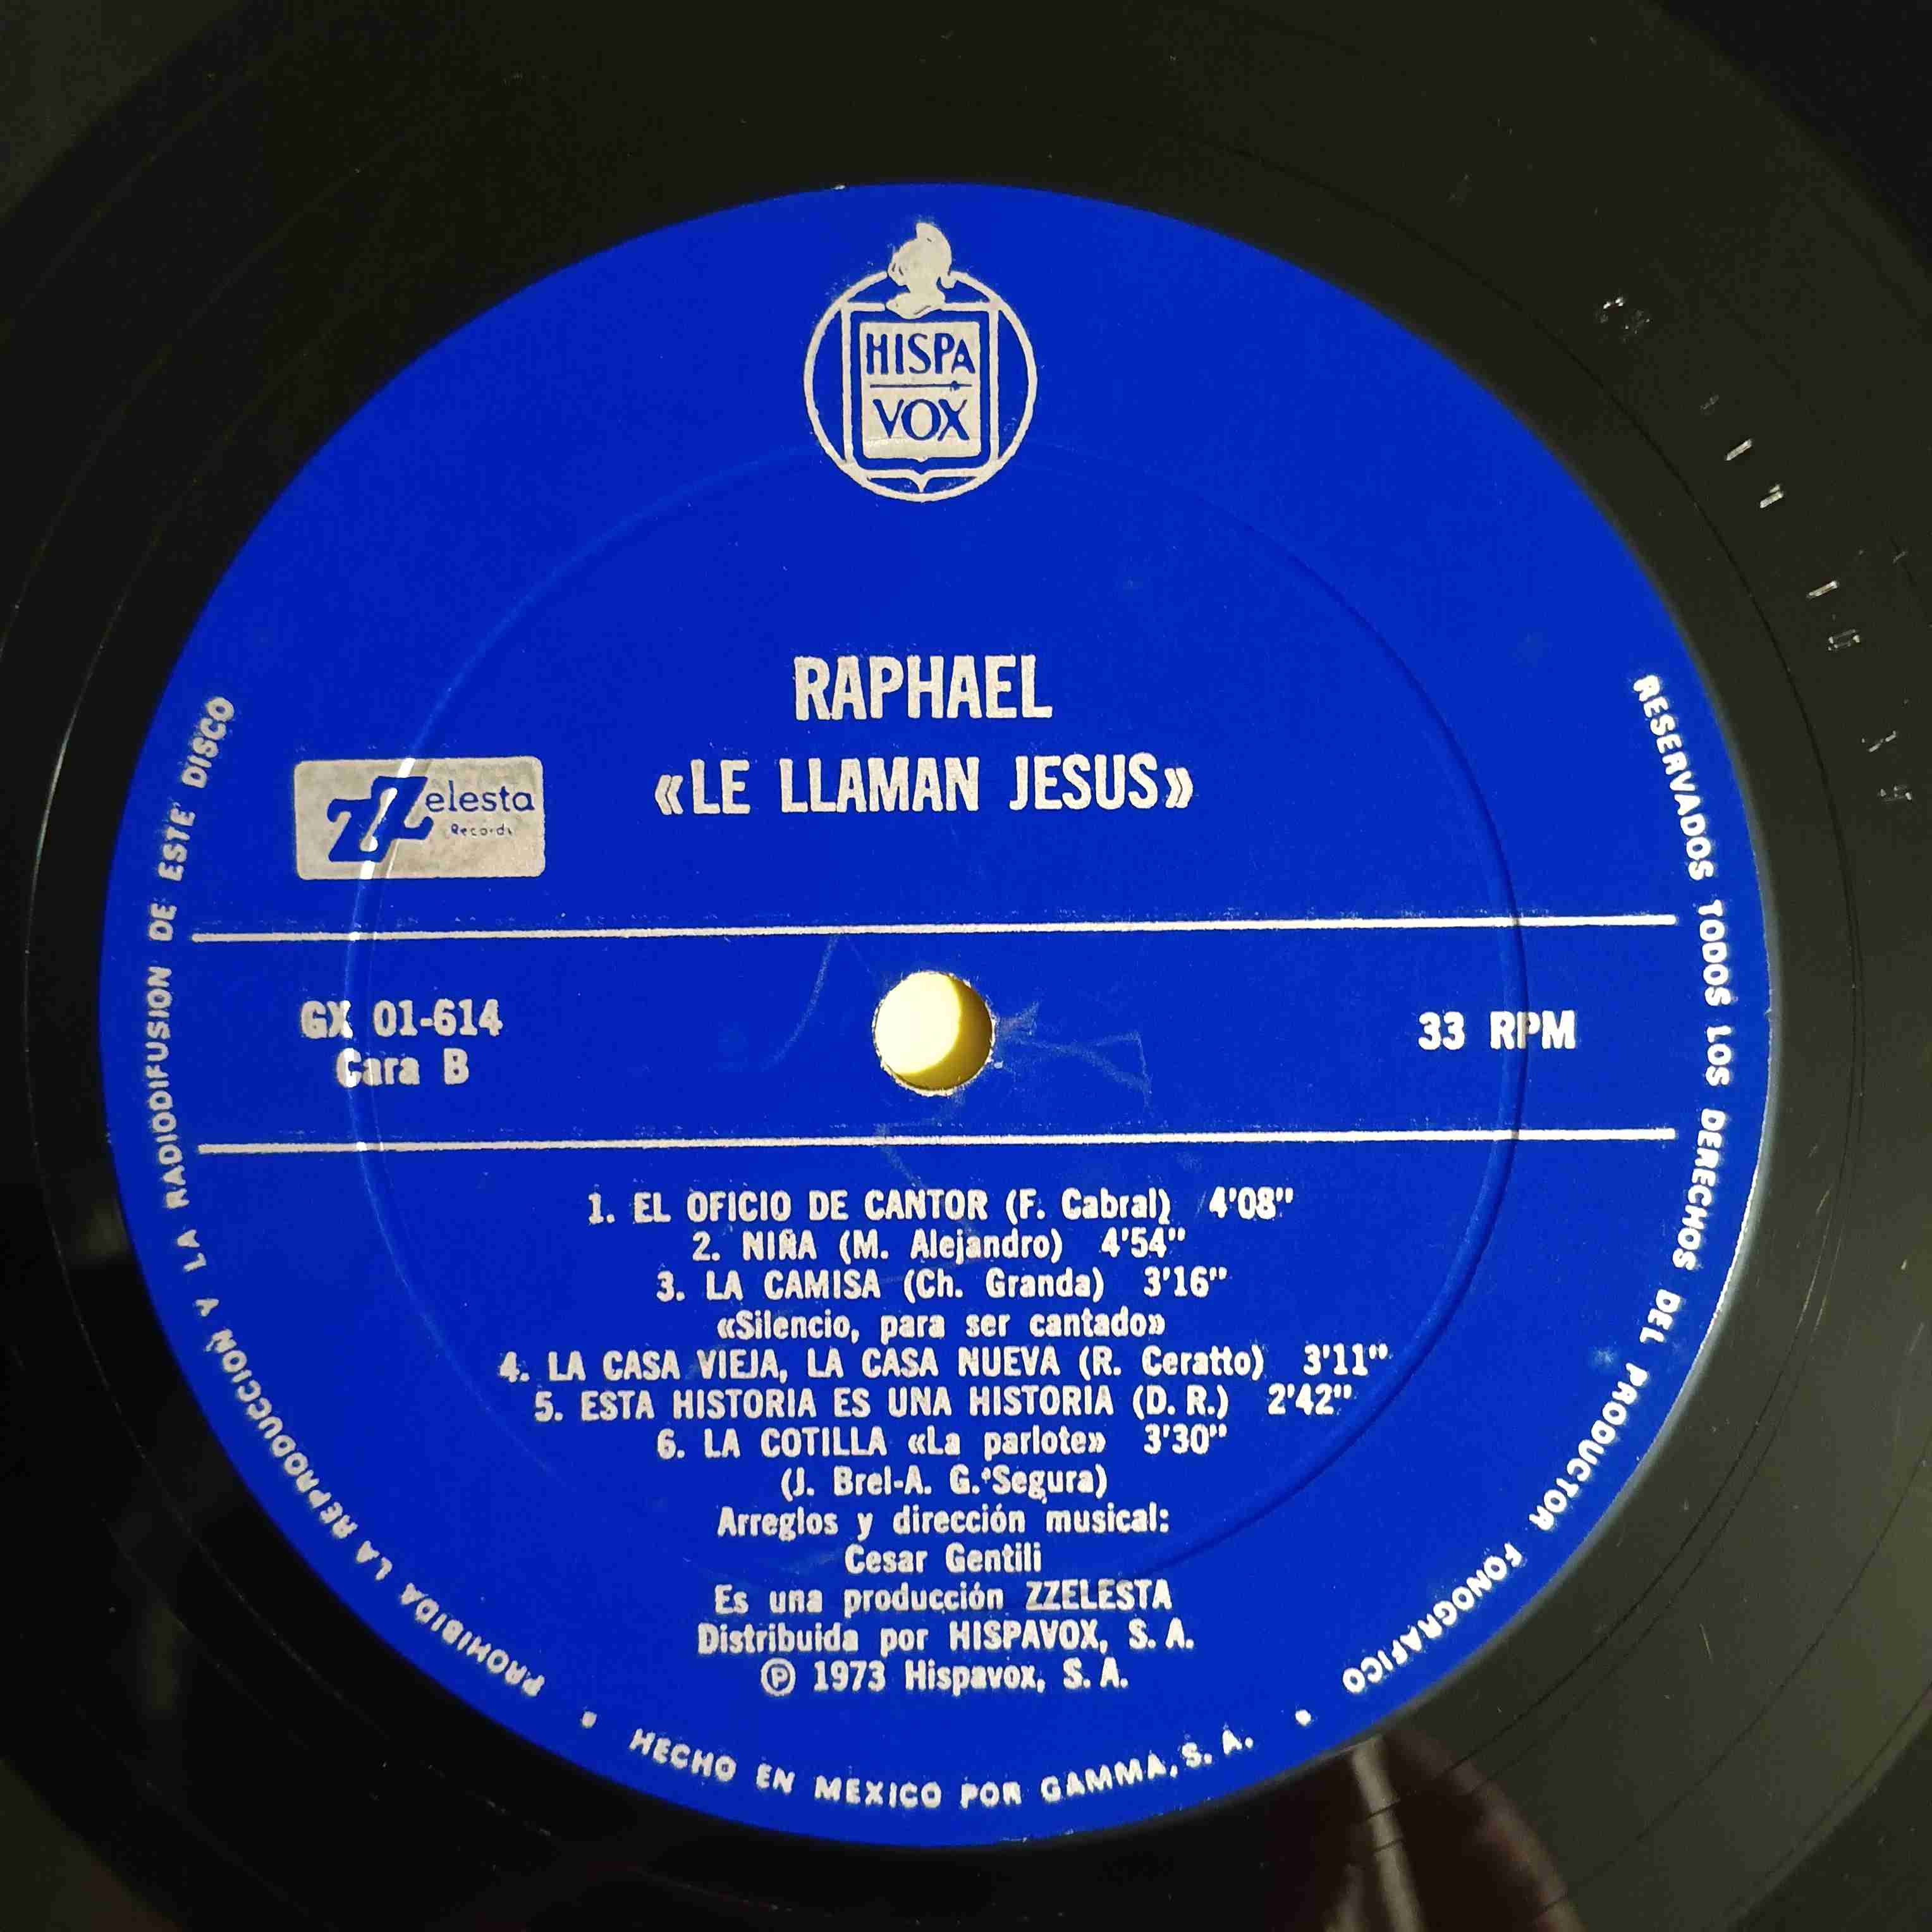 HISPA
VOX
RAPHAEL
«LE LLAMAN JESUS»
ZZelesta
Records
GX 01-614
Cara B
33 RPM
1. EL OFICIO DE CANTOR (F. Cabral) 4'08"
2. NIÑA (M. Alejandro) 4'54"
3. LA CAMISA (Ch. Granda) 3'16"
«Silencio, para ser cantado»
4. LA CASA VIEJA, LA CASA NUEVA (R. Ceratto) 3'11"
5. ESTA HISTORIA ES UNA HISTORIA (D. R.) 2'42"
6. LA COTILLA «La parlote» 3'30"
(J. Brel-A. G.ª Segura)
Arreglos y dirección musical:
Cesar Gentili
Es una producción ZZELESTA
Distribuida por HISPAVOX, S. A.
℗ 1973 Hispavox, S. A.
PROHIBIDA LA REPRODUCCION Y LA RADIODIFUSION DE ESTE DISCO
RESERVADOS TODOS LOS DERECHOS DEL PRODUCTOR FONOGRAFICO
• HECHO EN MEXICO POR GAMMA, S. A. •